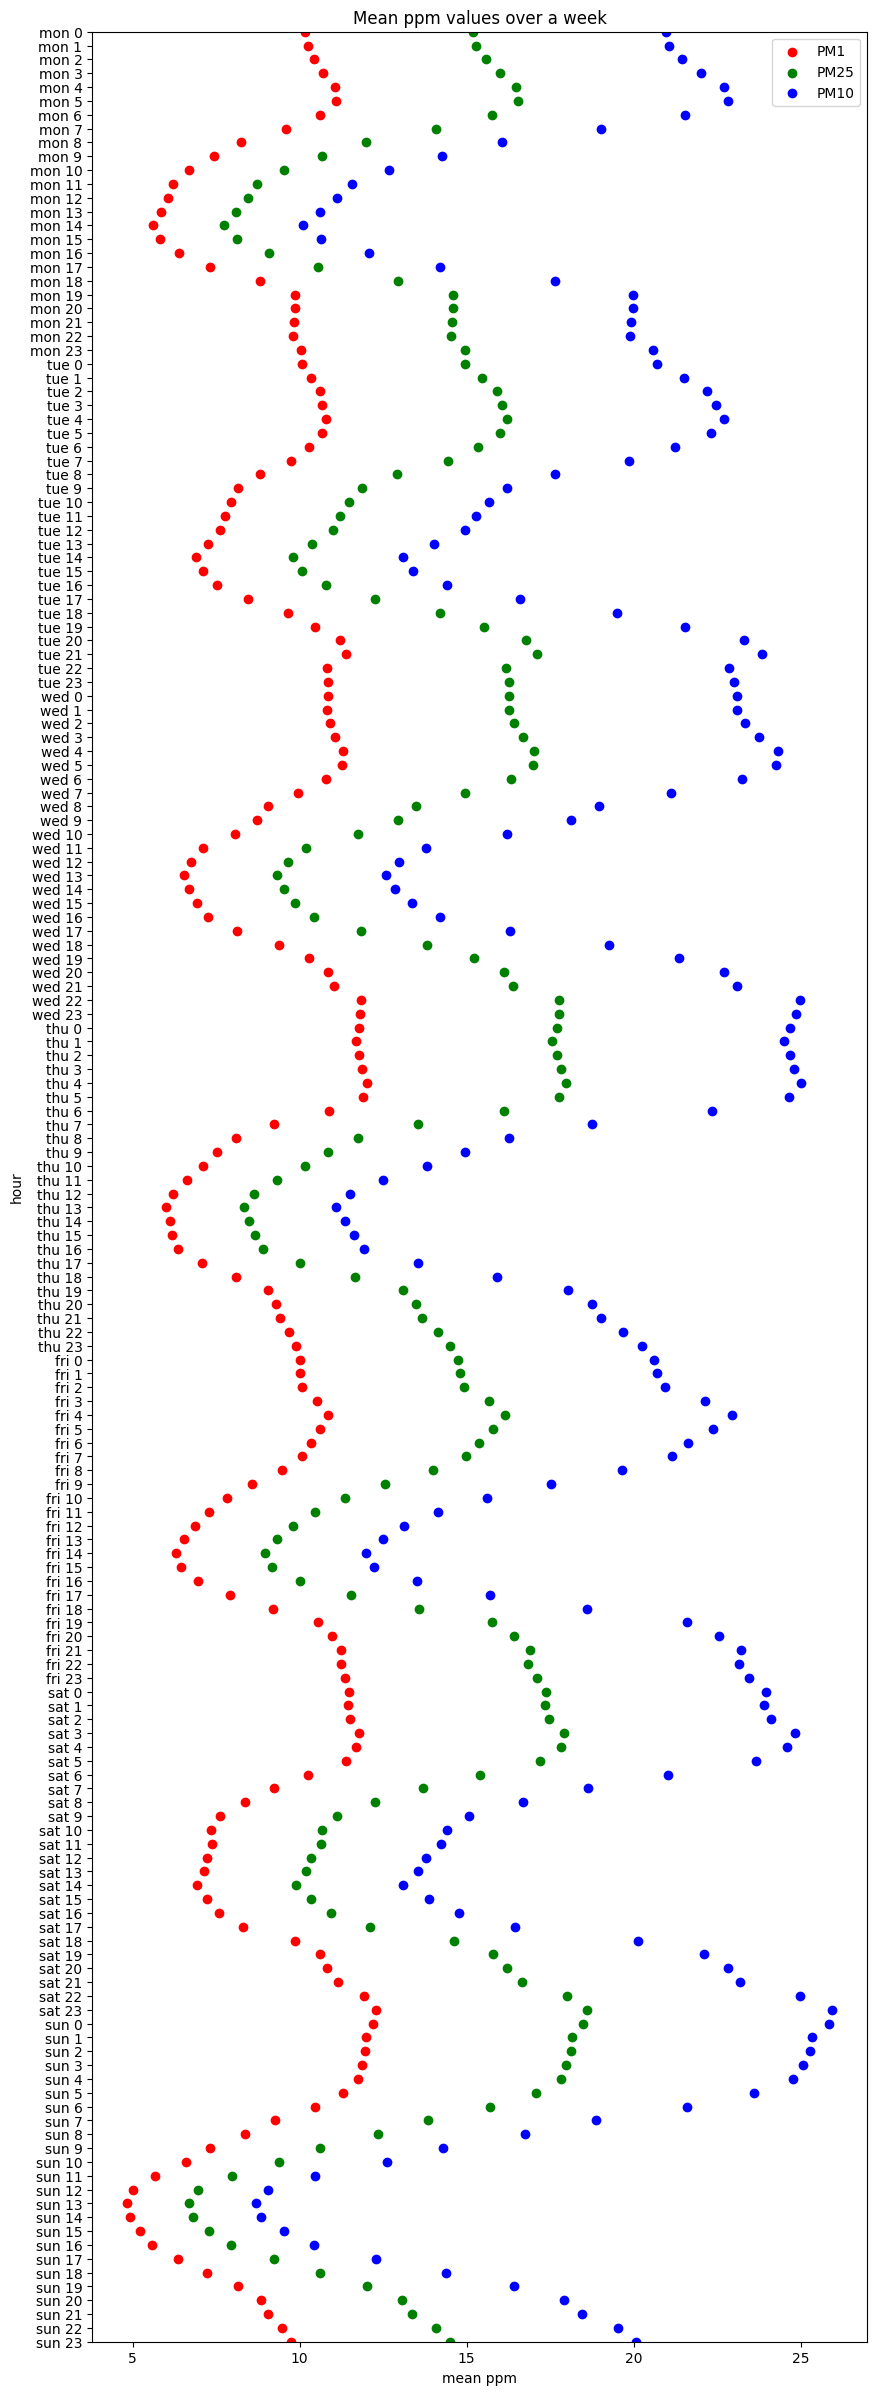 Mean ppm values over a week
PM1
PM25
PM10
mon 0
mon 1
mon 2
mon 3
mon 4
mon 5
mon 6
mon 7
mon 8
mon 9
mon 10
mon 11
mon 12
mon 13
mon 14
mon 15
mon 16
mon 17
mon 18
mon 19
mon 20
mon 21
mon 22
mon 23
tue 0
tue 1
tue 2
tue 3
tue 4
tue 5
tue 6
tue 7
tue 8
tue 9
tue 10
tue 11
tue 12
tue 13
tue 14
tue 15
tue 16
tue 17
tue 18
tue 19
tue 20
tue 21
tue 22
tue 23
wed 0
wed 1
wed 2
wed 3
wed 4
wed 5
wed 6
wed 7
wed 8
wed 9
wed 10
wed 11
wed 12
wed 13
wed 14
wed 15
wed 16
wed 17
wed 18
wed 19
wed 20
wed 21
wed 22
wed 23
thu 0
thu 1
thu 2
thu 3
thu 4
thu 5
thu 6
thu 7
thu 8
thu 9
thu 10
thu 11
thu 12
thu 13
thu 14
thu 15
thu 16
thu 17
thu 18
thu 19
thu 20
thu 21
thu 22
thu 23
fri 0
fri 1
fri 2
fri 3
fri 4
fri 5
fri 6
fri 7
fri 8
fri 9
fri 10
fri 11
fri 12
fri 13
fri 14
fri 15
fri 16
fri 17
fri 18
fri 19
fri 20
fri 21
fri 22
fri 23
sat 0
sat 1
sat 2
sat 3
sat 4
sat 5
sat 6
sat 7
sat 8
sat 9
sat 10
sat 11
sat 12
sat 13
sat 14
sat 15
sat 16
sat 17
sat 18
sat 19
sat 20
sat 21
sat 22
sat 23
sun 0
sun 1
sun 2
sun 3
sun 4
sun 5
sun 6
sun 7
sun 8
sun 9
sun 10
sun 11
sun 12
sun 13
sun 14
sun 15
sun 16
sun 17
sun 18
sun 19
sun 20
sun 21
sun 22
sun 23
hour
5 10 15 20 25
mean ppm